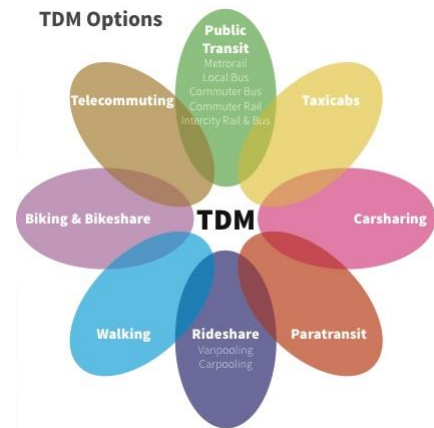 TDM Options
Public
Transit
Metrorail
Local Bus
Commuter Bus
Commuter Rail
Intercity Rail & Bus
Telecommuting
Taxicabs
Biking & Bikeshare
TDM
Carsharing
Walking
Rideshare
Vanpooling
Carpooling
Paratransit